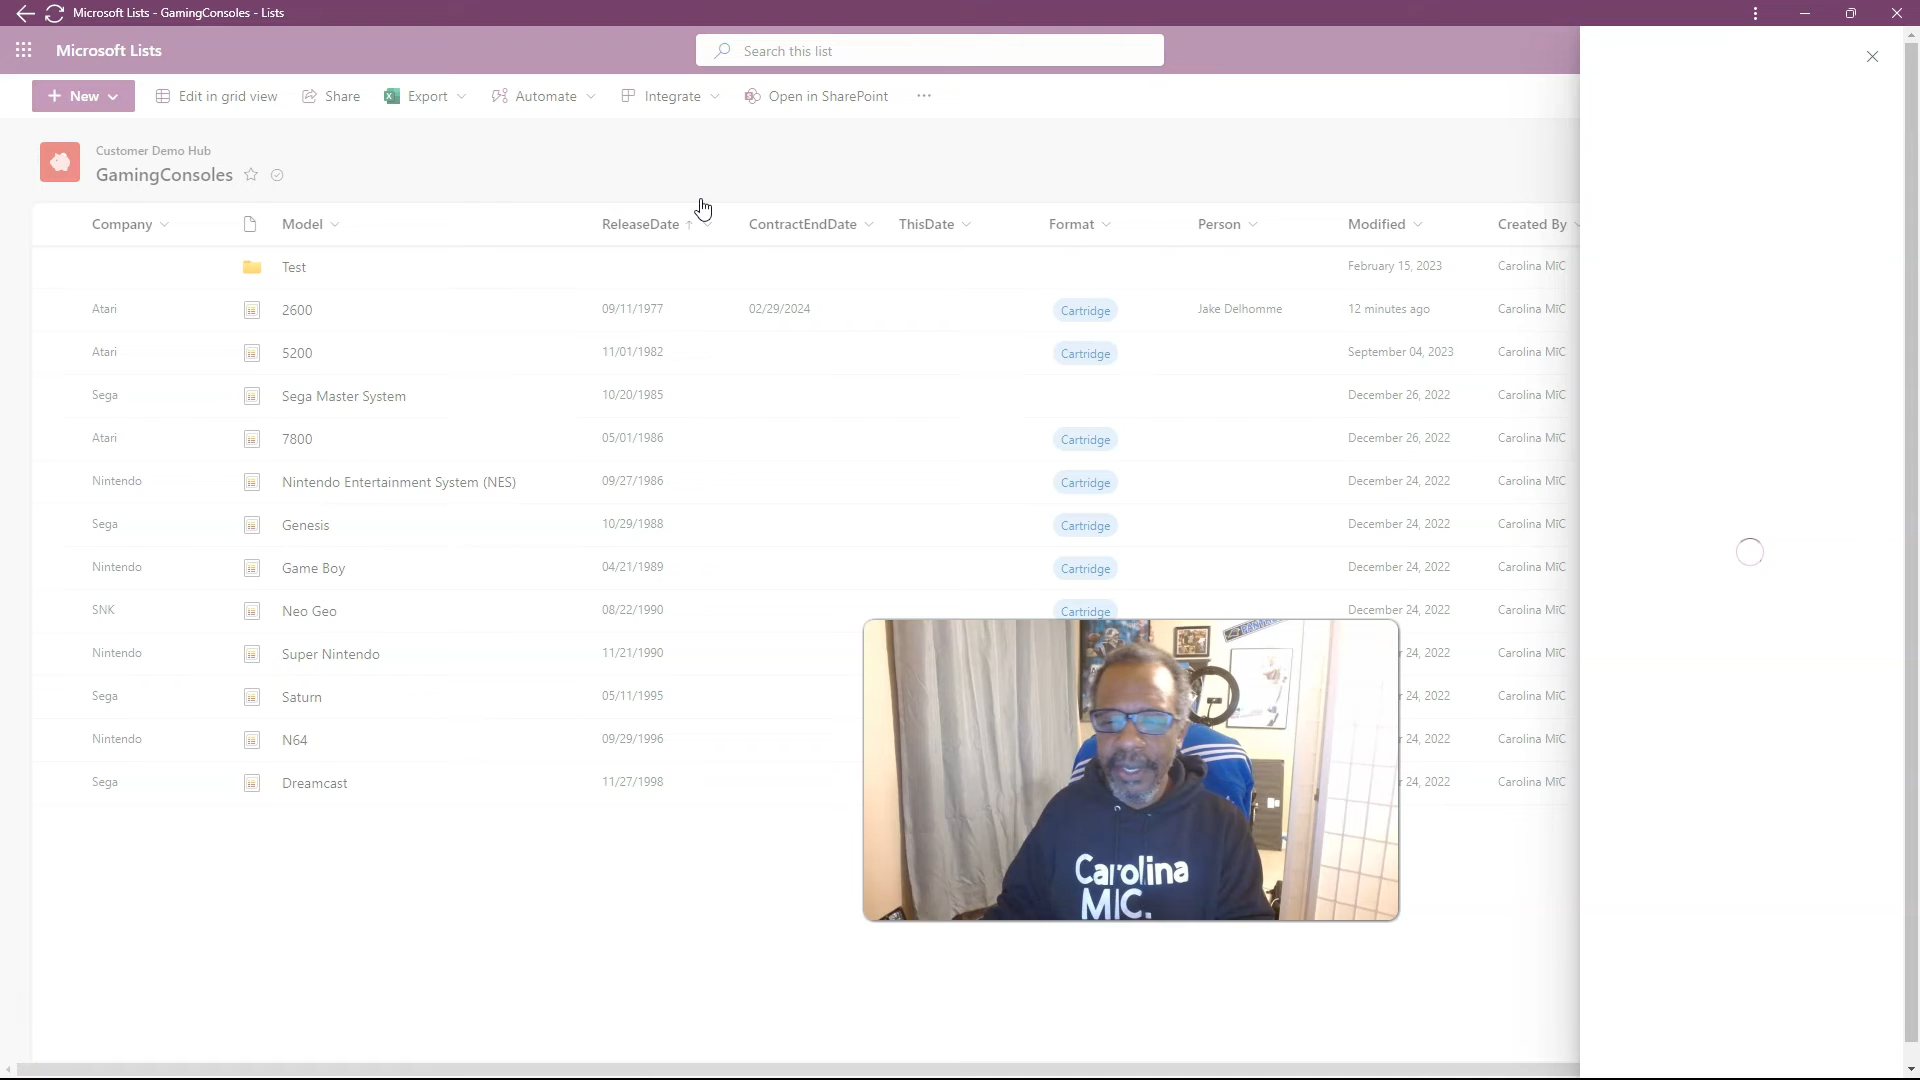 Microsoft Lists - GamingConsoles - Lists
Microsoft Lists
Search this list
New
Edit in grid view
Share
Export
Automate
Integrate
Open in SharePoint
Customer Demo Hub
GamingConsoles
Company Model ReleaseDate ContractEndDate ThisDate Format Person Modified Created By
Test February 15, 2023 Carolina MiC
Atari 2600 09/11/1977 02/29/2024 Cartridge Jake Delhomme 12 minutes ago Carolina MiC
Atari 5200 11/01/1982 Cartridge September 04, 2023 Carolina MiC
Sega Sega Master System 10/20/1985 December 26, 2022 Carolina MiC
Atari 7800 05/01/1986 Cartridge December 26, 2022 Carolina MiC
Nintendo Nintendo Entertainment System (NES) 09/27/1986 Cartridge December 24, 2022 Carolina MiC
Sega Genesis 10/29/1988 Cartridge December 24, 2022 Carolina MiC
Nintendo Game Boy 04/21/1989 Cartridge December 24, 2022 Carolina MiC
SNK Neo Geo 08/22/1990 Cartridge December 24, 2022 Carolina MiC
Nintendo Super Nintendo 11/21/1990 24, 2022 Carolina MiC
Sega Saturn 05/11/1995 24, 2022 Carolina MiC
Nintendo N64 09/29/1996 24, 2022 Carolina MiC
Sega Dreamcast 11/27/1998 24, 2022 Carolina MiC
Carolina
MIC.